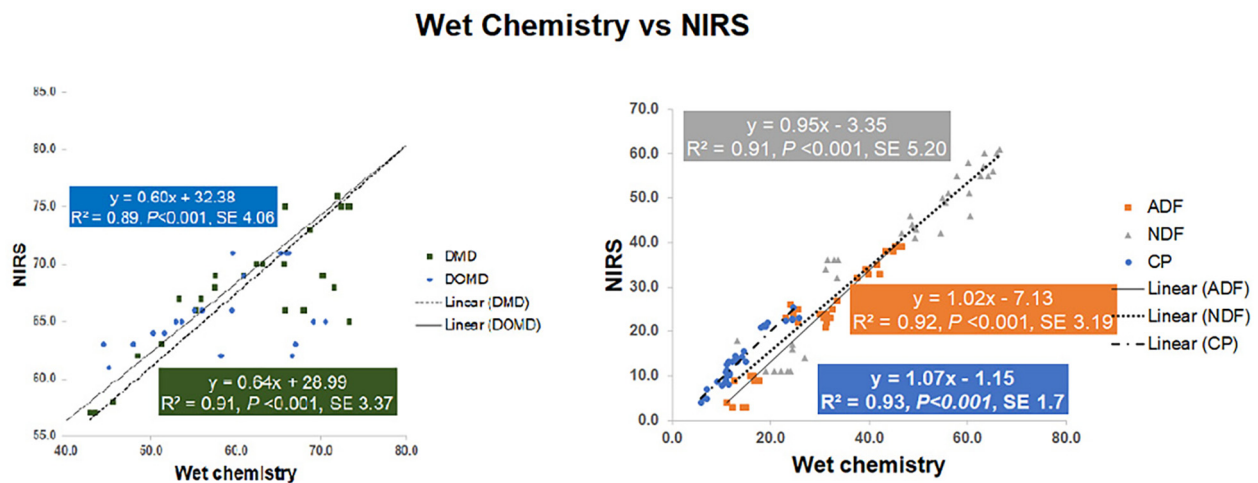 Wet Chemistry vs NIRS
85.0
80.0
75.0
70.0
65.0
60.0
55.0
NIRS
y = 0.60x + 32.38
R² = 0.89, P<0.001, SE 4.06
y = 0.64x + 28.99
R² = 0.91, P <0.001, SE 3.37
40.0 50.0 60.0 70.0 80.0
Wet chemistry
DMD
DOMD
Linear (DMD)
Linear (DOMD)
70.0
60.0
50.0
40.0
30.0
20.0
10.0
0.0
NIRS
y = 0.95x - 3.35
R² = 0.91, P <0.001, SE 5.20
y = 1.02x - 7.13
R² = 0.92, P <0.001, SE 3.19
y = 1.07x - 1.15
R² = 0.93, P<0.001, SE 1.7
0.0 20.0 40.0 60.0 80.0
Wet chemistry
ADF
NDF
CP
Linear (ADF)
Linear (NDF)
Linear (CP)